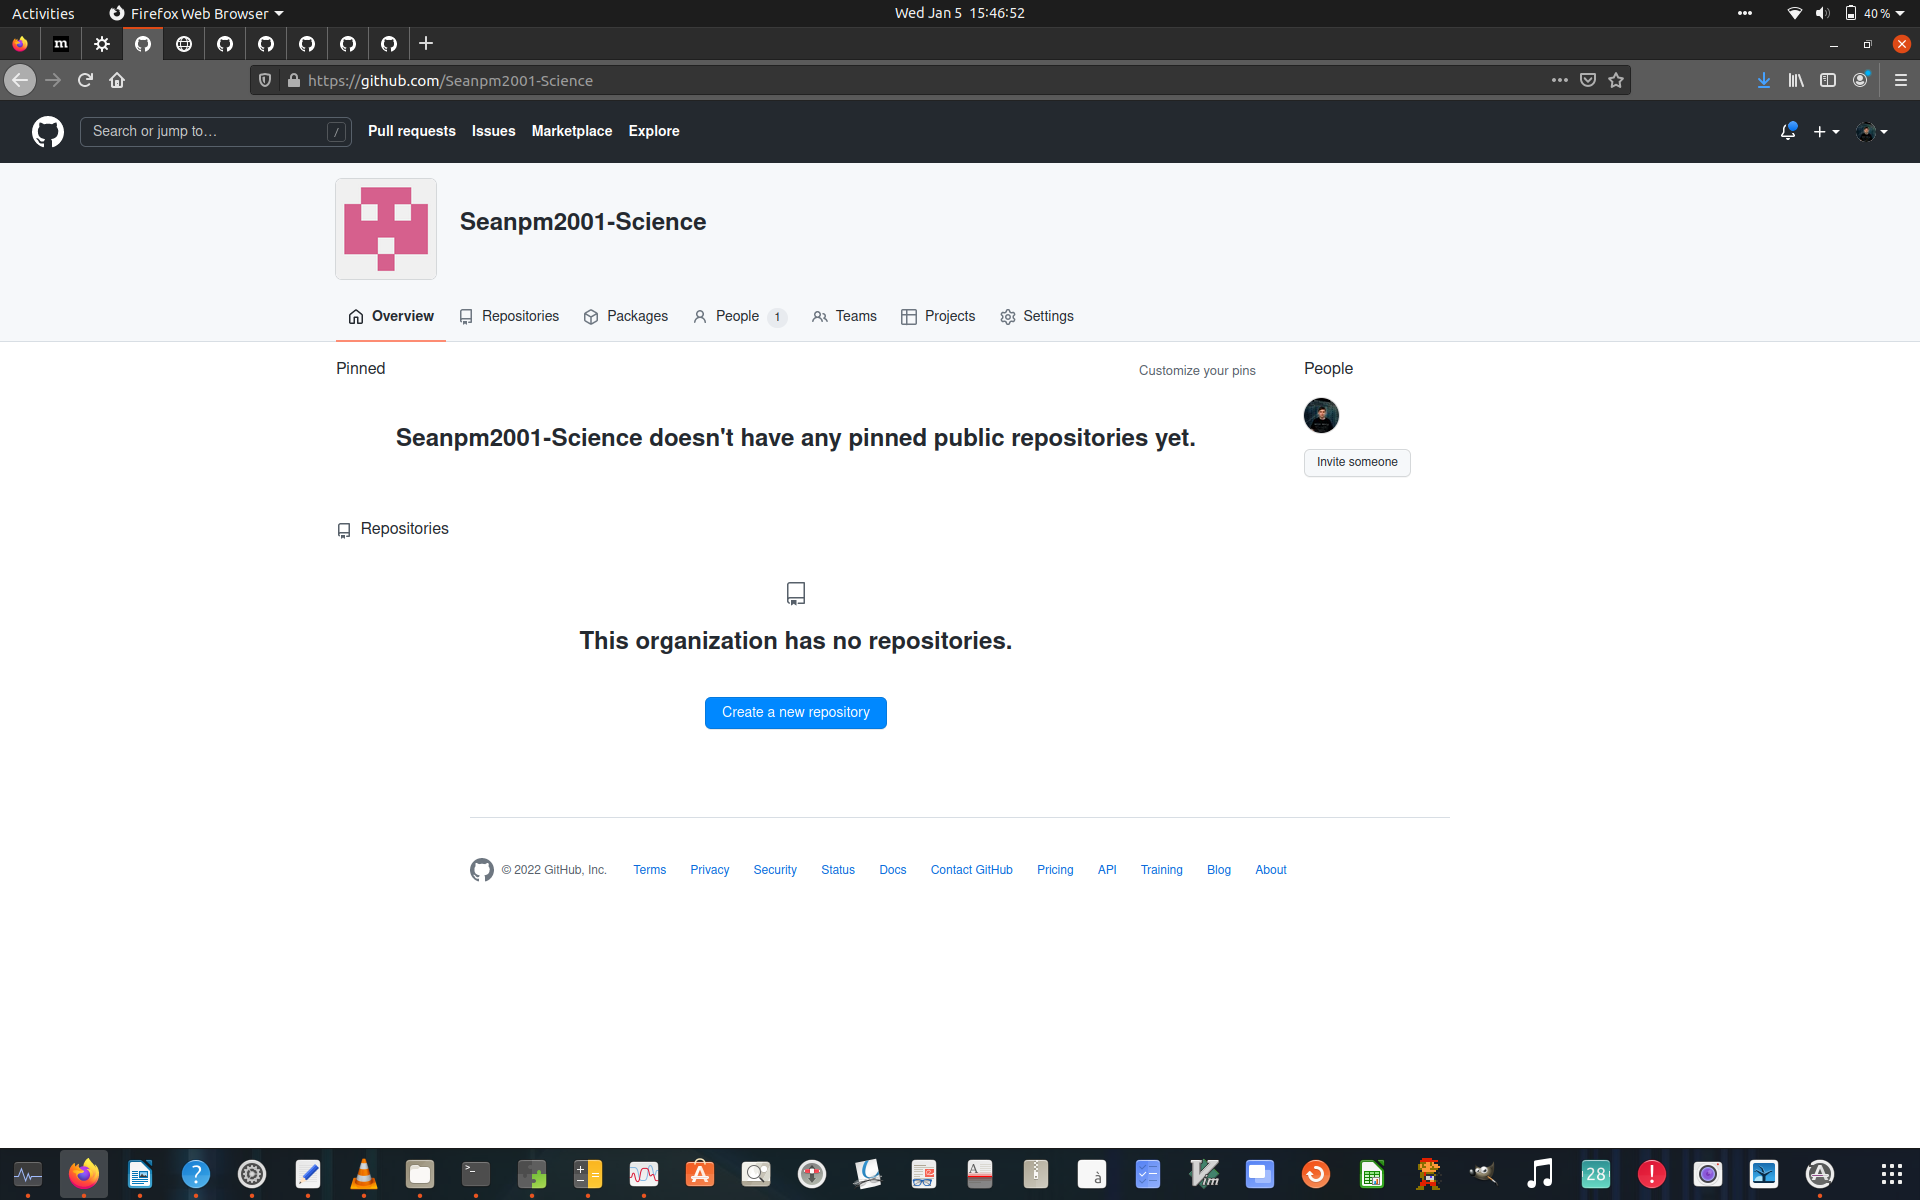 Activities Firefox Web Browser Wed Jan 5 15:46:52 40 %
m
https://github.com/Seanpm2001-Science
Search or jump to… / Pull requests Issues Marketplace Explore
Seanpm2001-Science
Overview Repositories Packages People 1 Teams Projects Settings
Pinned Customize your pins People
Seanpm2001-Science doesn't have any pinned public repositories yet.
Invite someone
Repositories
This organization has no repositories.
Create a new repository
© 2022 GitHub, Inc. Terms Privacy Security Status Docs Contact GitHub Pricing API Training Blog About
? >_ A à Vim 28 !